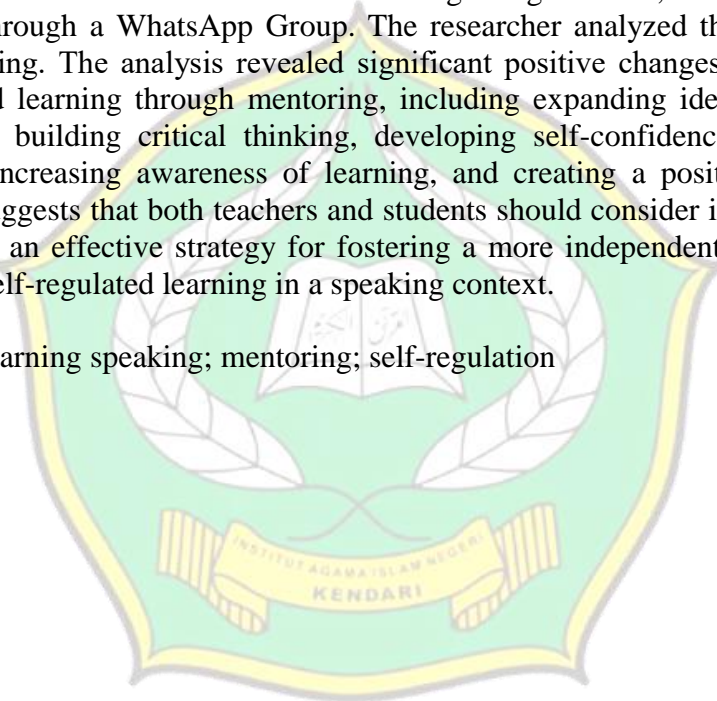 through a WhatsApp Group. The researcher analyzed th
ing. The analysis revealed significant positive changes
d learning through mentoring, including expanding ide
building critical thinking, developing self-confidenc
increasing awareness of learning, and creating a posit
uggests that both teachers and students should consider i
an effective strategy for fostering a more independent
elf-regulated learning in a speaking context.
arning speaking; mentoring; self-regulation
INSTITUT AGAMA ISLAM NEGERI
KENDARI